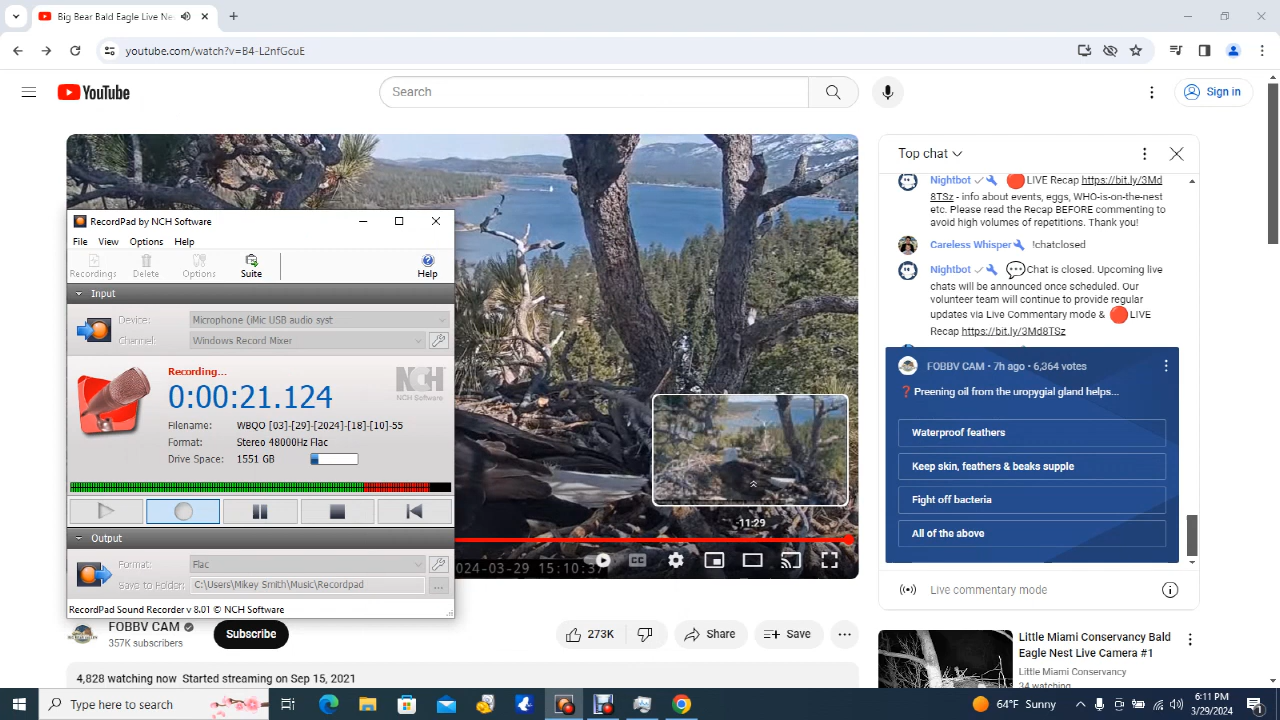 Big Bear Bald Eagle Live Ne
youtube.com/watch?v=B4-L2nfGcuE
YouTube
Search
Sign in
RecordPad by NCH Software
File View Options Help
Recordings Delete Options Suite Help
Input
Device: Microphone (iMic USB audio syst
Channel: Windows Record Mixer
Recording...
0:00:21.124
NCH
NCH Software
Filename: WBQO [03]-[29]-[2024]-[18]-[10]-55
Format: Stereo 48000Hz Flac
Drive Space: 1551 GB
Output
Format: Flac
Save to Folder: C:\Users\Mikey Smith\Music\Recordpad
...
RecordPad Sound Recorder v 8.01 © NCH Software
-11:29
024-03-29 15:10:37
CC
FOBBV CAM
357K subscribers
Subscribe
273K
Share
Save
4,828 watching now Started streaming on Sep 15, 2021
Top chat
Nightbot LIVE Recap https://bit.ly/3Md
8TSz - info about events, eggs, WHO-is-on-the-nest
etc. Please read the Recap BEFORE commenting to
avoid high volumes of repetitions. Thank you!
Careless Whisper !chatclosed
Nightbot Chat is closed. Upcoming live
chats will be announced once scheduled. Our
volunteer team will continue to provide regular
updates via Live Commentary mode & LIVE
Recap https://bit.ly/3Md8TSz
FOBBV CAM • 7h ago • 6,364 votes
❓Preening oil from the uropygial gland helps...
Waterproof feathers
Keep skin, feathers & beaks supple
Fight off bacteria
All of the above
Live commentary mode
Little Miami Conservancy Bald
Eagle Nest Live Camera #1
Little Miami Conservancy
34 watching
Type here to search
64°F Sunny
6:11 PM
3/29/2024
1